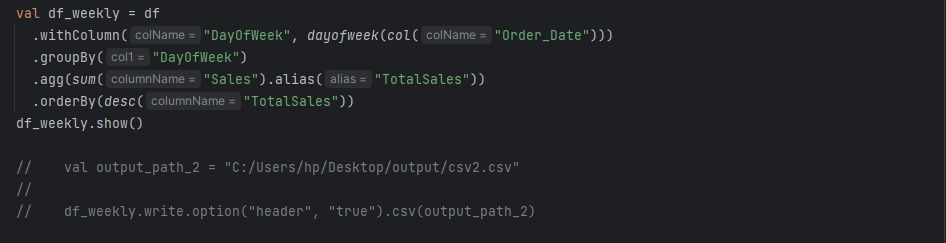 val df_weekly = df
.withColumn( colName = "DayOfWeek", dayofweek(col( colName = "Order_Date")))
.groupBy( col1 = "DayOfWeek")
.agg(sum( columnName = "Sales").alias( alias = "TotalSales"))
.orderBy(desc( columnName = "TotalSales"))
df_weekly.show()
// val output_path_2 = "C:/Users/hp/Desktop/output/csv2.csv"
//
// df_weekly.write.option("header", "true").csv(output_path_2)